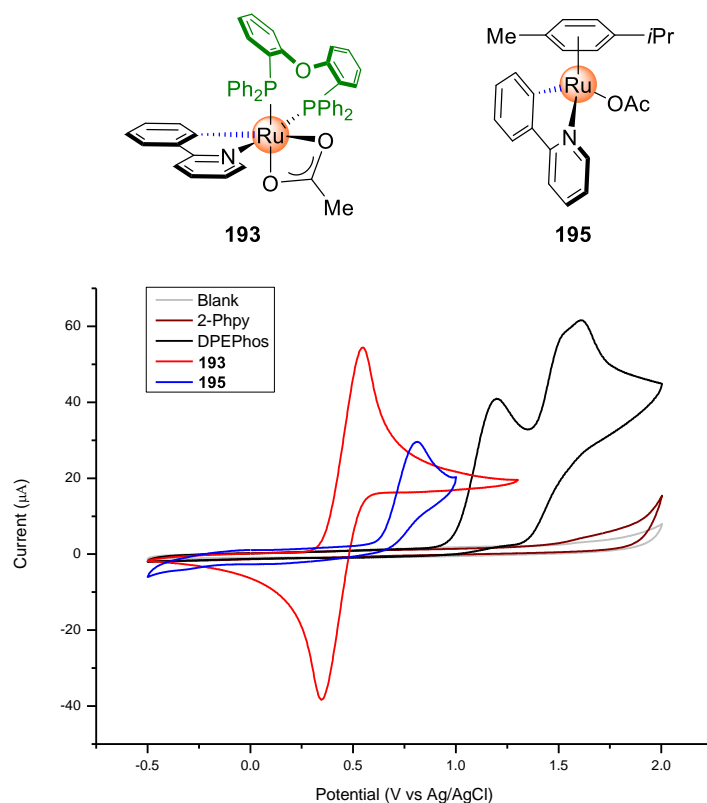 O
Me
iPr
Ph2P
PPh2
Ru
OAc
Ru
O
N
N
O
Me
193
195
Blank
2-Phpy
DPEPhos
193
195
60
40
20
0
-20
-40
-0.5 0.0 0.5 1.0 1.5 2.0
Current (µA)
Potential (V vs Ag/AgCl)